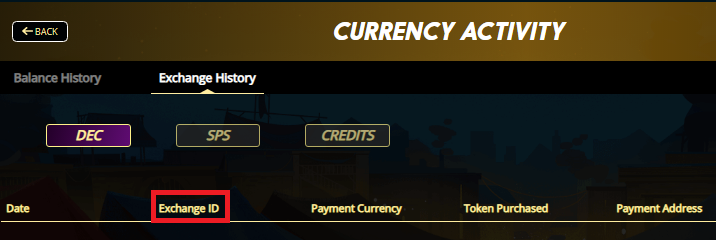 BACK
CURRENCY ACTIVITY
Balance History Exchange History
DEC SPS CREDITS
Date Exchange ID Payment Currency Token Purchased Payment Address